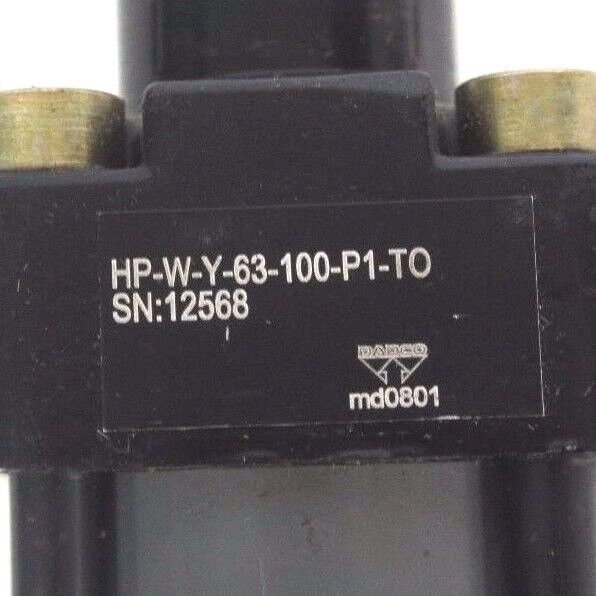 HP-W-Y-63-100-P1-TO
SN:12568
DADCO
md0801